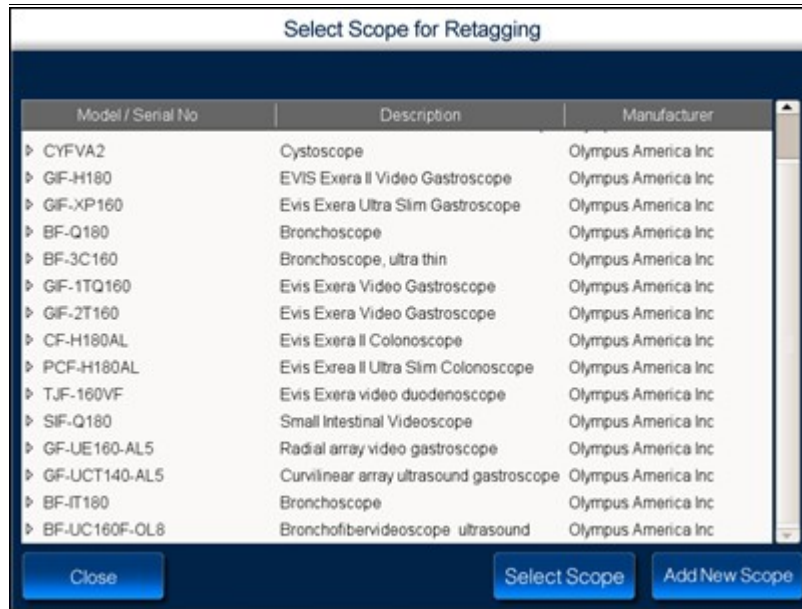 Select Scope for Retagging
Model / Serial No Description Manufacturer
CYFVA2 Cystoscope Olympus America Inc
GIF-H180 EVIS Exera II Video Gastroscope Olympus America Inc
GIF-XP160 Evis Exera Ultra Slim Gastroscope Olympus America Inc
BF-Q180 Bronchoscope Olympus America Inc
BF-3C160 Bronchoscope, ultra thin Olympus America Inc
GIF-1TQ160 Evis Exera Video Gastroscope Olympus America Inc
GIF-2T160 Evis Exera Video Gastroscope Olympus America Inc
CF-H180AL Evis Exera II Colonoscope Olympus America Inc
PCF-H180AL Evis Exrea II Ultra Slim Colonoscope Olympus America Inc
TJF-160VF Evis Exera video duodenoscope Olympus America Inc
SIF-Q180 Small Intestinal Videoscope Olympus America Inc
GF-UE160-AL5 Radial array video gastroscope Olympus America Inc
GF-UCT140-AL5 Curvilinear array ultrasound gastroscope Olympus America Inc
BF-IT180 Bronchoscope Olympus America Inc
BF-UC160F-OL8 Bronchofibervideoscope ultrasound Olympus America Inc
Close Select Scope Add New Scope